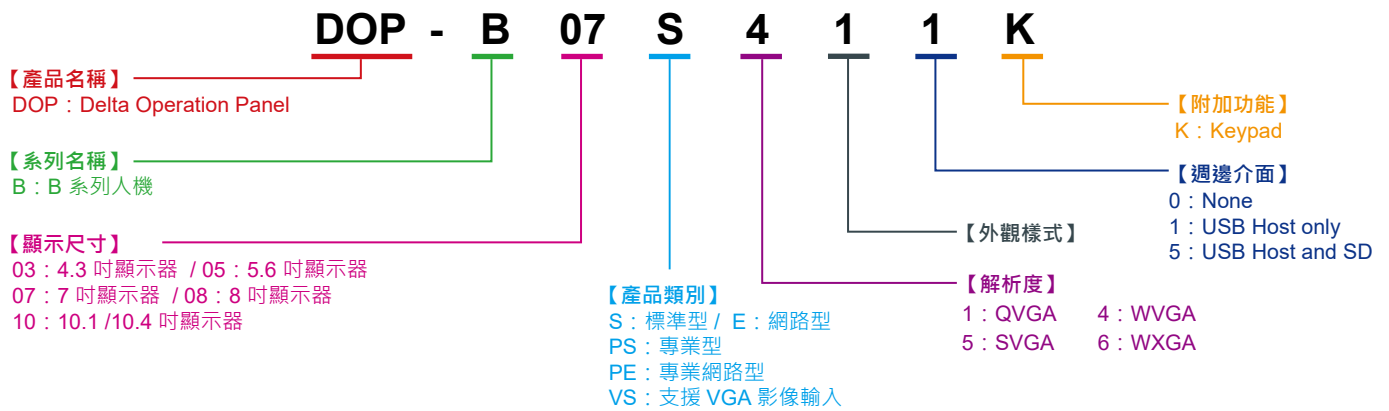 DOP - B 07 S 4 1 1 K
【產品名稱】
DOP：Delta Operation Panel
【系列名稱】
B：B 系列人機
【顯示尺寸】
03：4.3 吋顯示器 / 05：5.6 吋顯示器
07：7 吋顯示器 / 08：8 吋顯示器
10：10.1 /10.4 吋顯示器
【產品類別】
S：標準型 / E：網路型
PS：專業型
PE：專業網路型
VS：支援 VGA 影像輸入
【解析度】
1：QVGA 4：WVGA
5：SVGA 6：WXGA
【外觀樣式】
【週邊介面】
0：None
1：USB Host only
5：USB Host and SD
【附加功能】
K：Keypad